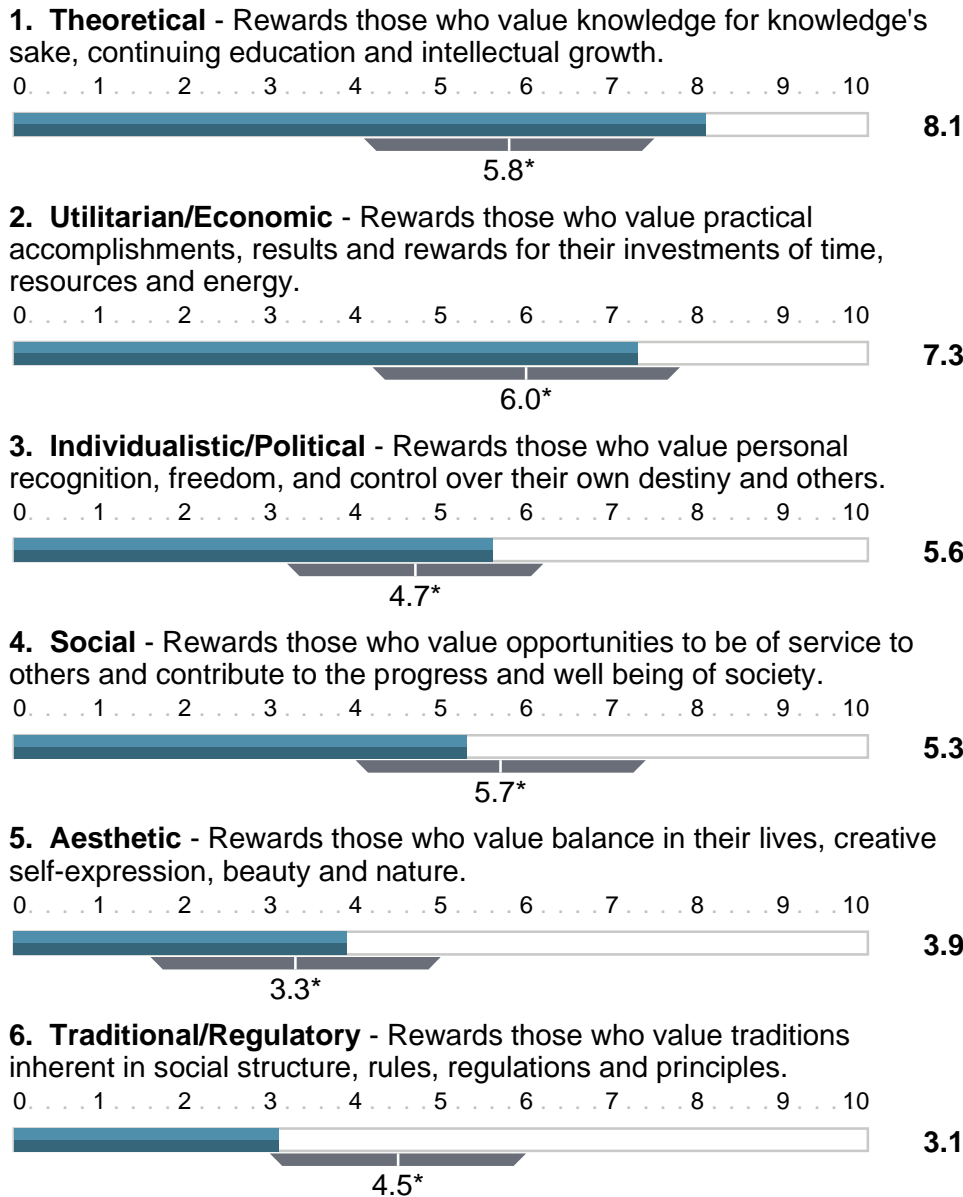 1. Theoretical - Rewards those who value knowledge for knowledge's
sake, continuing education and intellectual growth.
0. . . . 1 . . . . 2 . . . . 3 . . . . 4 . . . . 5 . . . . 6 . . . . 7 . . . . 8 . . . . 9 . . . 10
8.1
5.8*
2. Utilitarian/Economic - Rewards those who value practical
accomplishments, results and rewards for their investments of time,
resources and energy.
0. . . . 1 . . . . 2 . . . . 3 . . . . 4 . . . . 5 . . . . 6 . . . . 7 . . . . 8 . . . . 9 . . . 10
7.3
6.0*
3. Individualistic/Political - Rewards those who value personal
recognition, freedom, and control over their own destiny and others.
0. . . . 1 . . . . 2 . . . . 3 . . . . 4 . . . . 5 . . . . 6 . . . . 7 . . . . 8 . . . . 9 . . . 10
5.6
4.7*
4. Social - Rewards those who value opportunities to be of service to
others and contribute to the progress and well being of society.
0. . . . 1 . . . . 2 . . . . 3 . . . . 4 . . . . 5 . . . . 6 . . . . 7 . . . . 8 . . . . 9 . . . 10
5.3
5.7*
5. Aesthetic - Rewards those who value balance in their lives, creative
self-expression, beauty and nature.
0. . . . 1 . . . . 2 . . . . 3 . . . . 4 . . . . 5 . . . . 6 . . . . 7 . . . . 8 . . . . 9 . . . 10
3.9
3.3*
6. Traditional/Regulatory - Rewards those who value traditions
inherent in social structure, rules, regulations and principles.
0. . . . 1 . . . . 2 . . . . 3 . . . . 4 . . . . 5 . . . . 6 . . . . 7 . . . . 8 . . . . 9 . . . 10
3.1
4.5*